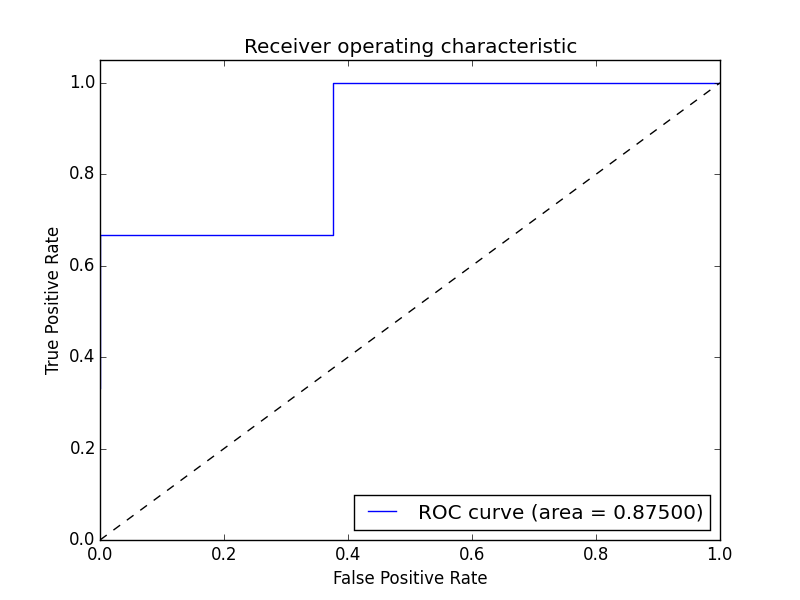 Receiver operating characteristic
1.0
0.8
0.6
0.4
0.2
0.0
True Positive Rate
ROC curve (area = 0.87500)
0.0 0.2 0.4 0.6 0.8 1.0
False Positive Rate